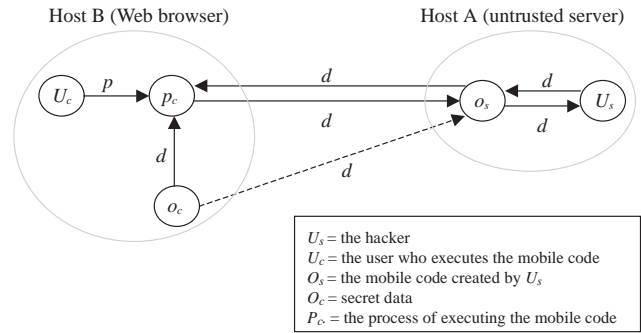 Host B (Web browser)
Host A (untrusted server)
d
d
U_c
p
p_c
o_s
U_s
d
d
d
d
o_c
U_s = the hacker
U_c = the user who executes the mobile code
O_s = the mobile code created by U_s
O_c = secret data
P_c. = the process of executing the mobile code